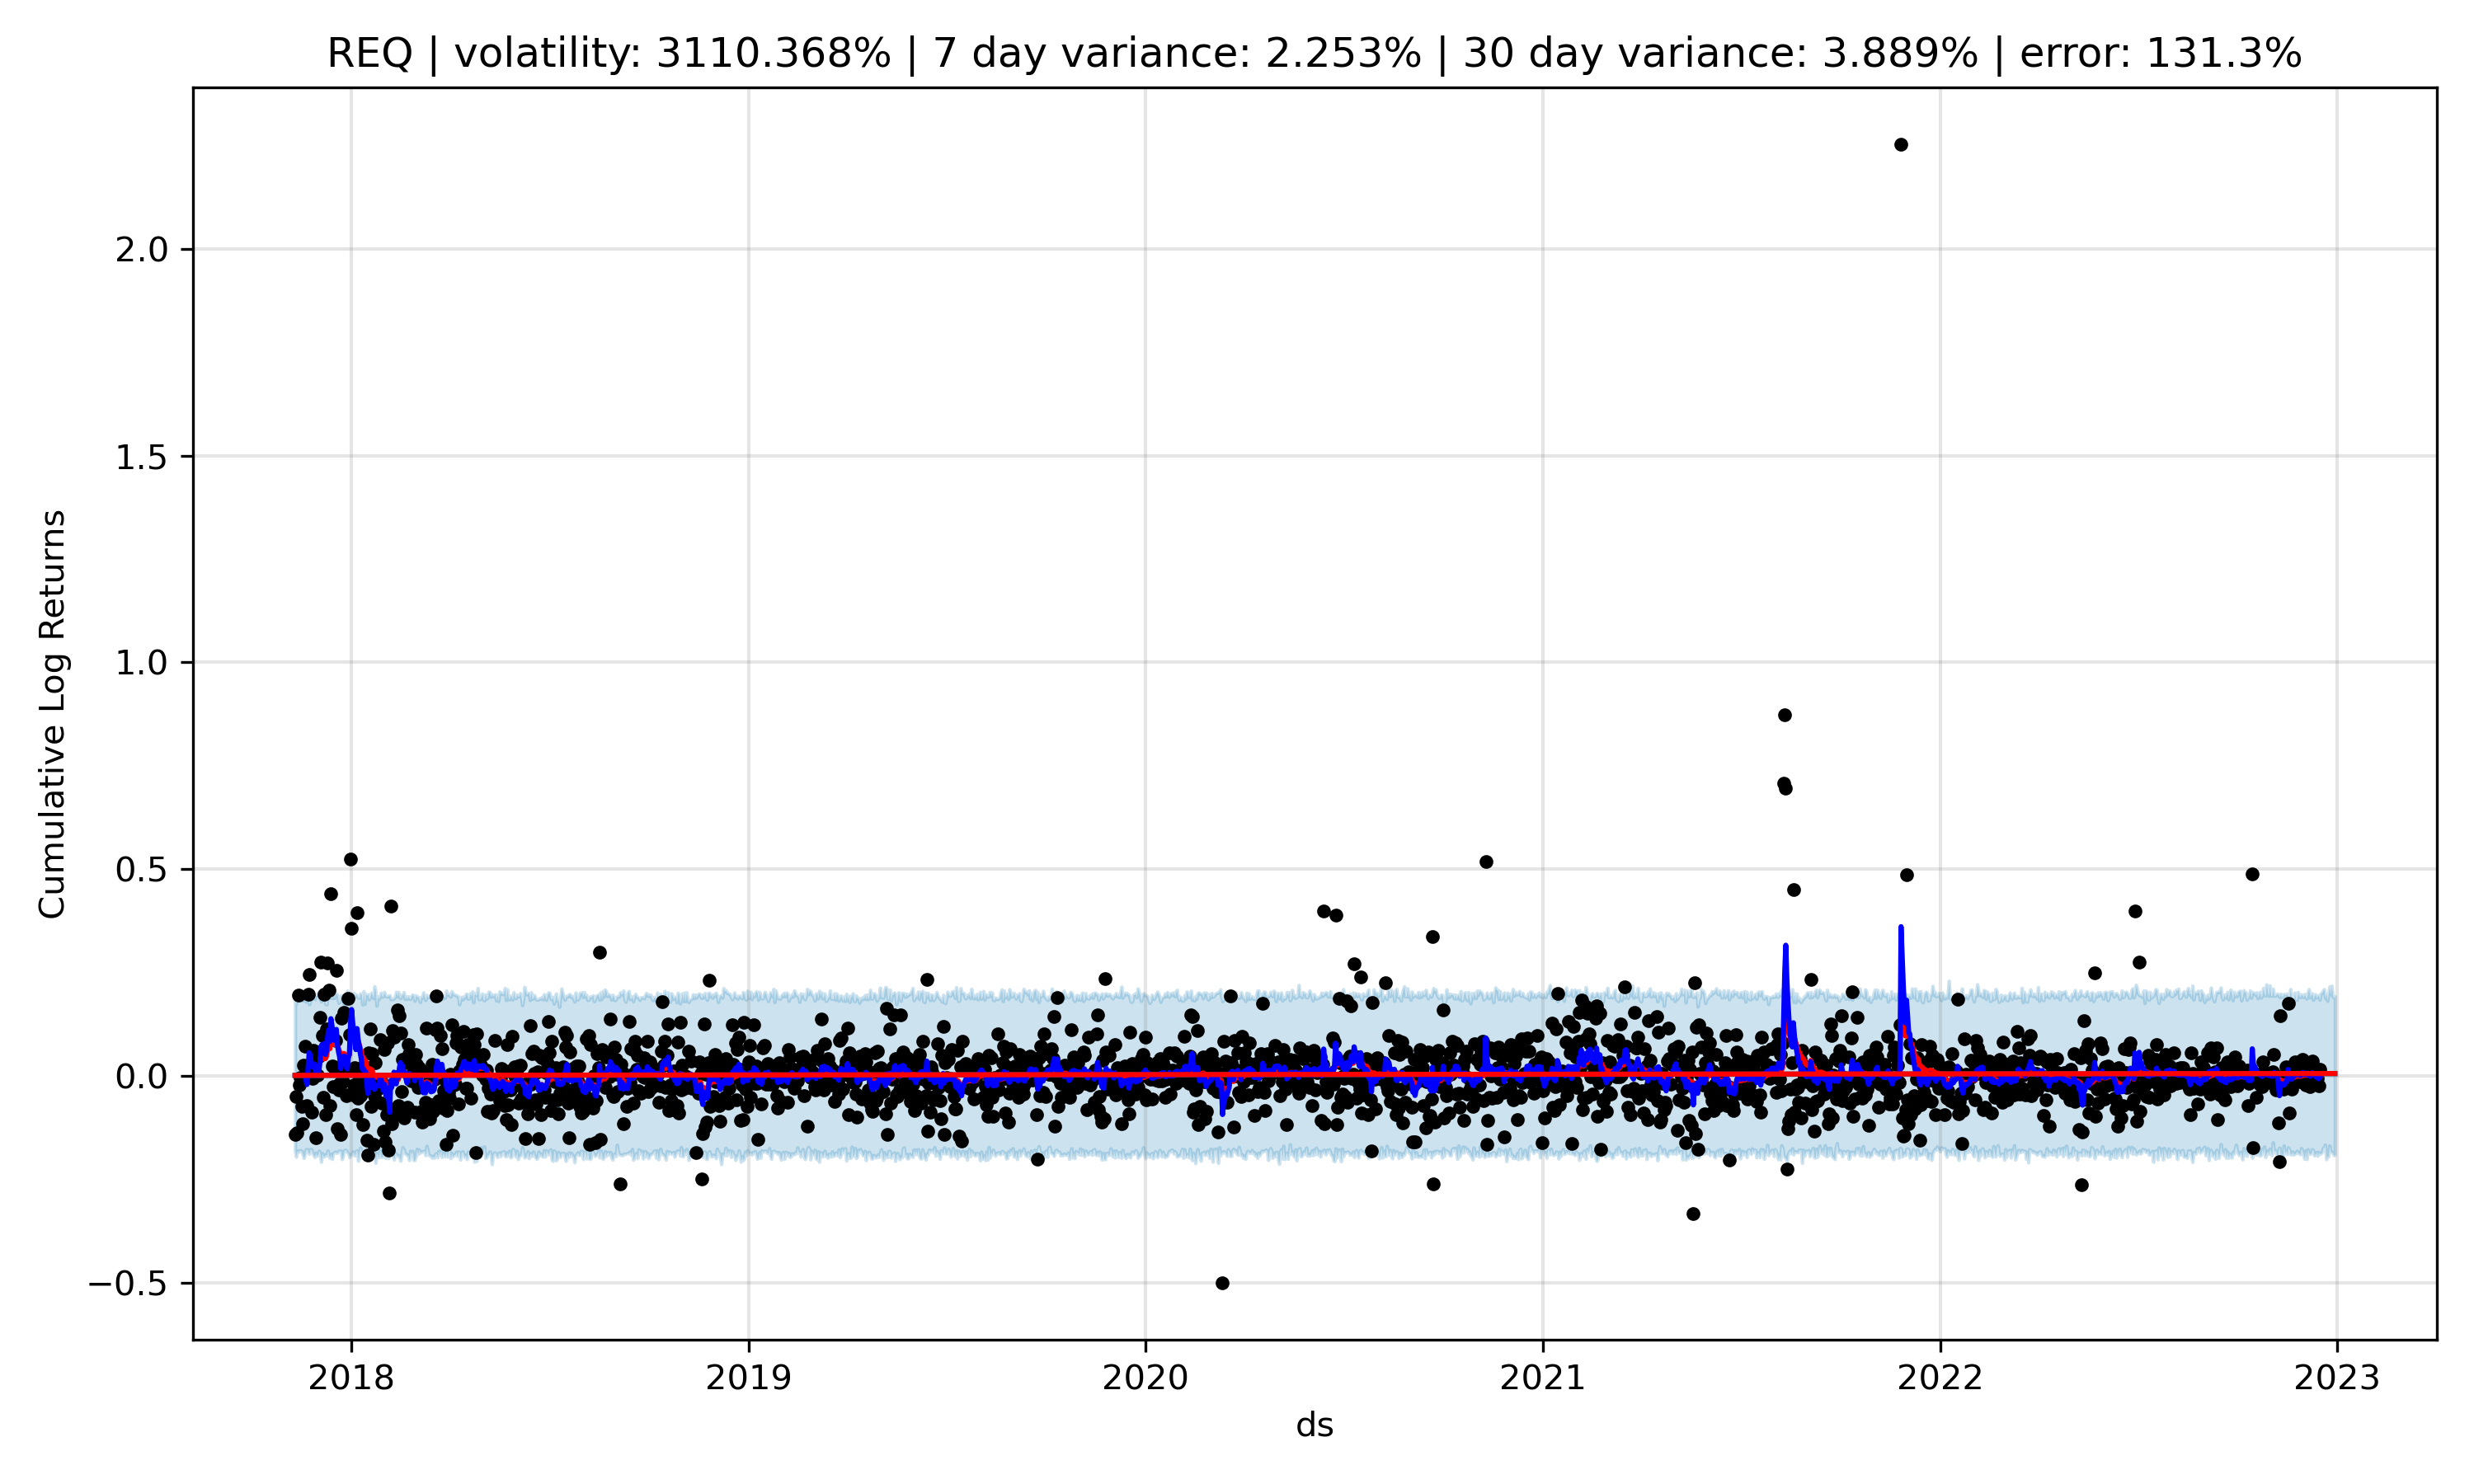 REQ | volatility: 3110.368% | 7 day variance: 2.253% | 30 day variance: 3.889% | error: 131.3%
Cumulative Log Returns
2.0
1.5
1.0
0.5
0.0
−0.5
2018 2019 2020 2021 2022 2023
ds